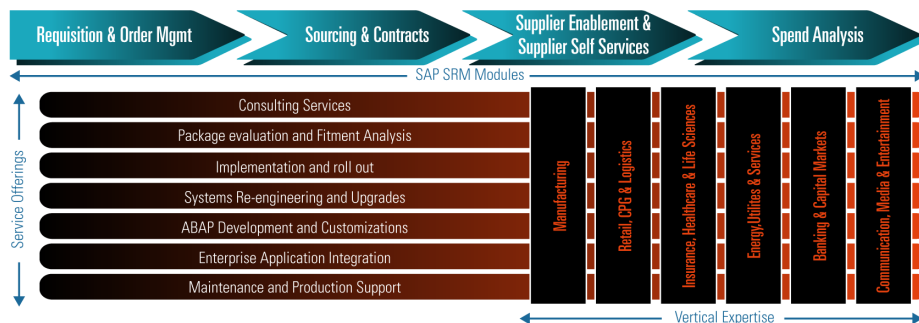 Requisition & Order Mgmt
Sourcing & Contracts
Supplier Enablement &
Supplier Self Services
Spend Analysis
SAP SRM Modules
Service Offerings
Consulting Services
Package evaluation and Fitment Analysis
Implementation and roll out
Systems Re-engineering and Upgrades
ABAP Development and Customizations
Enterprise Application Integration
Maintenance and Production Support
Manufacturing
Retail, CPG & Logistics
Insurance, Healthcare & Life Sciences
Energy,Utilites & Services
Banking & Capital Markets
Communication, Media & Entertainment
Vertical Expertise